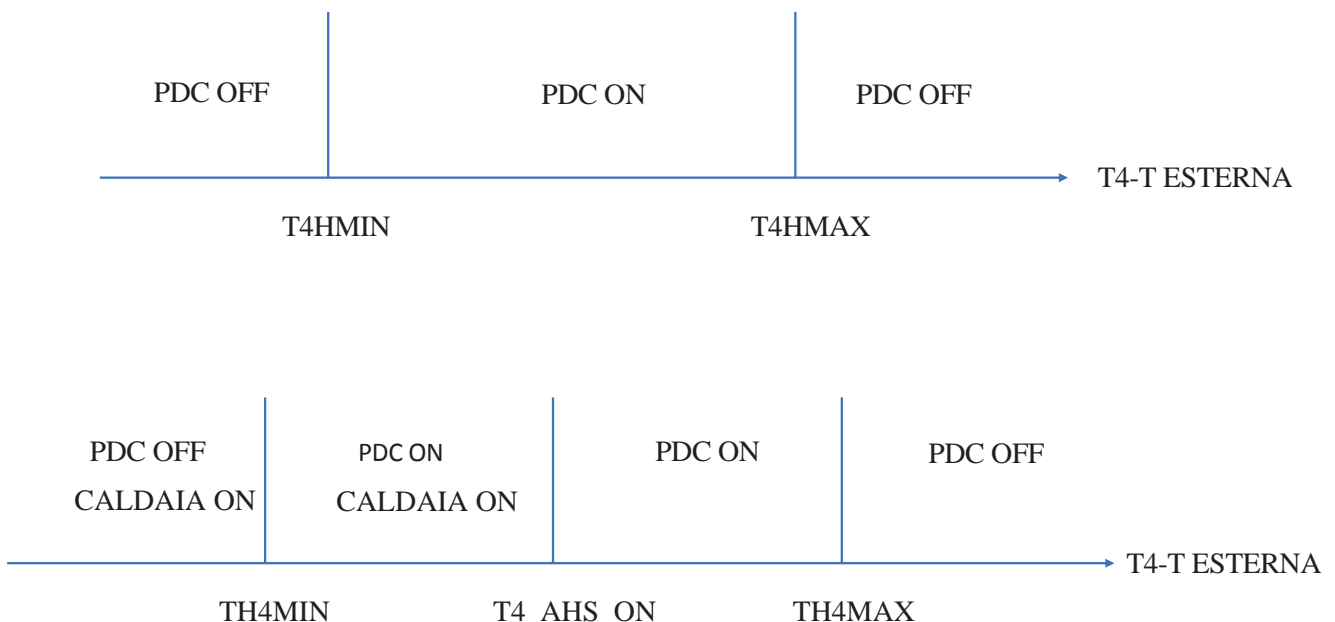 PDC OFF
PDC ON
PDC OFF
T4-T ESTERNA
T4HMIN
T4HMAX
PDC OFF
CALDAIA ON
PDC ON
CALDAIA ON
PDC ON
PDC OFF
T4-T ESTERNA
TH4MIN
T4 AHS ON
TH4MAX